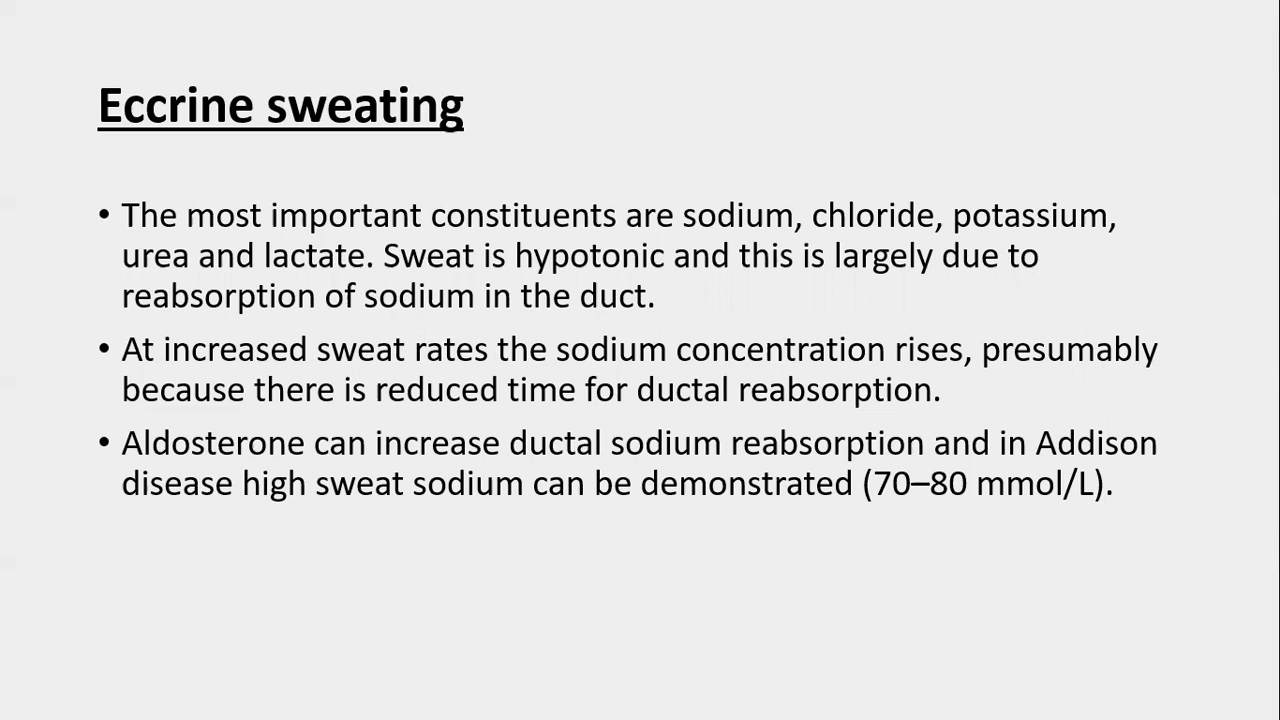 Eccrine sweating
• The most important constituents are sodium, chloride, potassium,
urea and lactate. Sweat is hypotonic and this is largely due to
reabsorption of sodium in the duct.
• At increased sweat rates the sodium concentration rises, presumably
because there is reduced time for ductal reabsorption.
• Aldosterone can increase ductal sodium reabsorption and in Addison
disease high sweat sodium can be demonstrated (70–80 mmol/L).